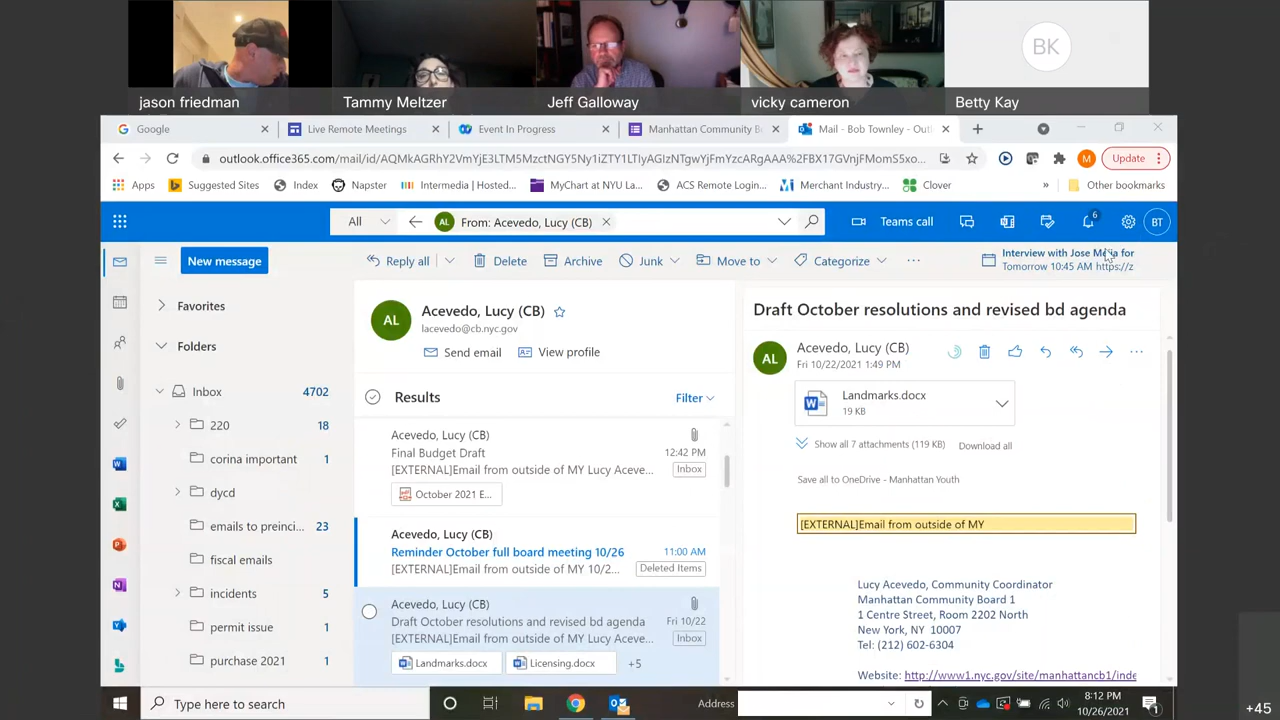 jason friedman
Tammy Meltzer
Jeff Galloway
vicky cameron
BK
Betty Kay
Google
Live Remote Meetings
Event In Progress
Manhattan Community B
Mail - Bob Townley - Outl
outlook.office365.com/mail/id/AQMkAGRhY2VmYjE3LTM5MzctNGY5Ny1iZTY1LTIyAGIzNTgwYjFmYmYzcARgAAA%2FBX17GVnjFMomS5xo...
M
Update
Apps
Suggested Sites
Index
Napster
Intermedia | Hosted...
MyChart at NYU La...
ACS Remote Login...
Merchant Industry...
Clover
»
Other bookmarks
All
AL
From: Acevedo, Lucy (CB)
Teams call
6
BT
New message
Reply all
Delete
Archive
Junk
Move to
Categorize
...
Interview with Jose Mejia for
Tomorrow 10:45 AM https://z
Favorites
Folders
Inbox 4702
220 18
corina important 1
dycd
emails to preinci... 23
fiscal emails
incidents 5
permit issue 1
purchase 2021 1
AL
Acevedo, Lucy (CB)
lacevedo@cb.nyc.gov
Send email
View profile
Results
Filter
Acevedo, Lucy (CB)
Final Budget Draft 12:42 PM
[EXTERNAL]Email from outside of MY Lucy Aceve... Inbox
October 2021 E...
Acevedo, Lucy (CB)
Reminder October full board meeting 10/26 11:00 AM
[EXTERNAL]Email from outside of MY 10/2... Deleted Items
Acevedo, Lucy (CB)
Draft October resolutions and revised bd agenda Fri 10/22
[EXTERNAL]Email from outside of MY Lucy Aceve... Inbox
Landmarks.docx
Licensing.docx
+5
Draft October resolutions and revised bd agenda
AL
Acevedo, Lucy (CB)
Fri 10/22/2021 1:49 PM
...
Landmarks.docx
19 KB
Show all 7 attachments (119 KB)
Download all
Save all to OneDrive - Manhattan Youth
[EXTERNAL]Email from outside of MY
Lucy Acevedo, Community Coordinator
Manhattan Community Board 1
1 Centre Street, Room 2202 North
New York, NY 10007
Tel: (212) 602-6304
Website: http://www1.nyc.gov/site/manhattancb1/inde
Type here to search
Address
8:12 PM
10/26/2021
1
+45